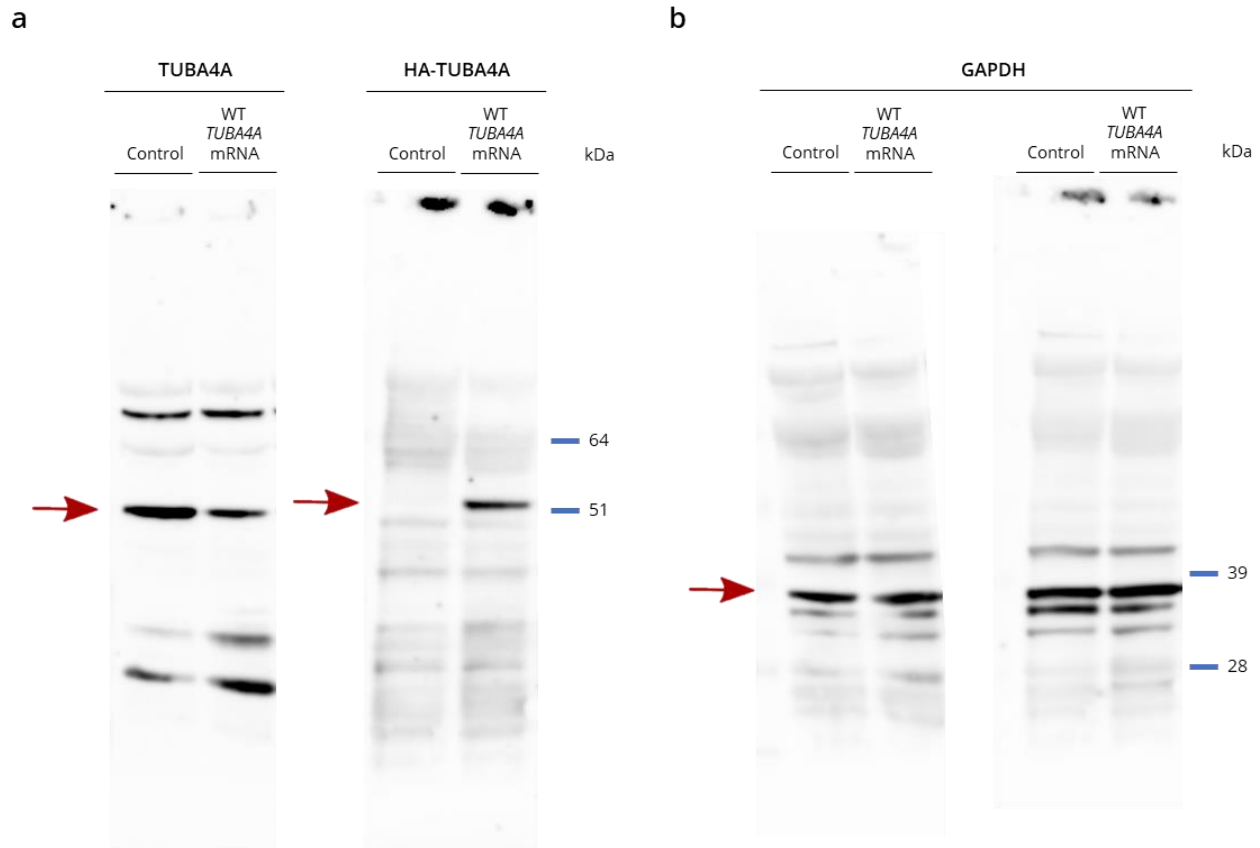 a
b
TUBA4A
HA-TUBA4A
GAPDH
Control
WT
TUBA4A
mRNA
Control
WT
TUBA4A
mRNA
kDa
Control
WT
TUBA4A
mRNA
Control
WT
TUBA4A
mRNA
kDa
64
51
39
28